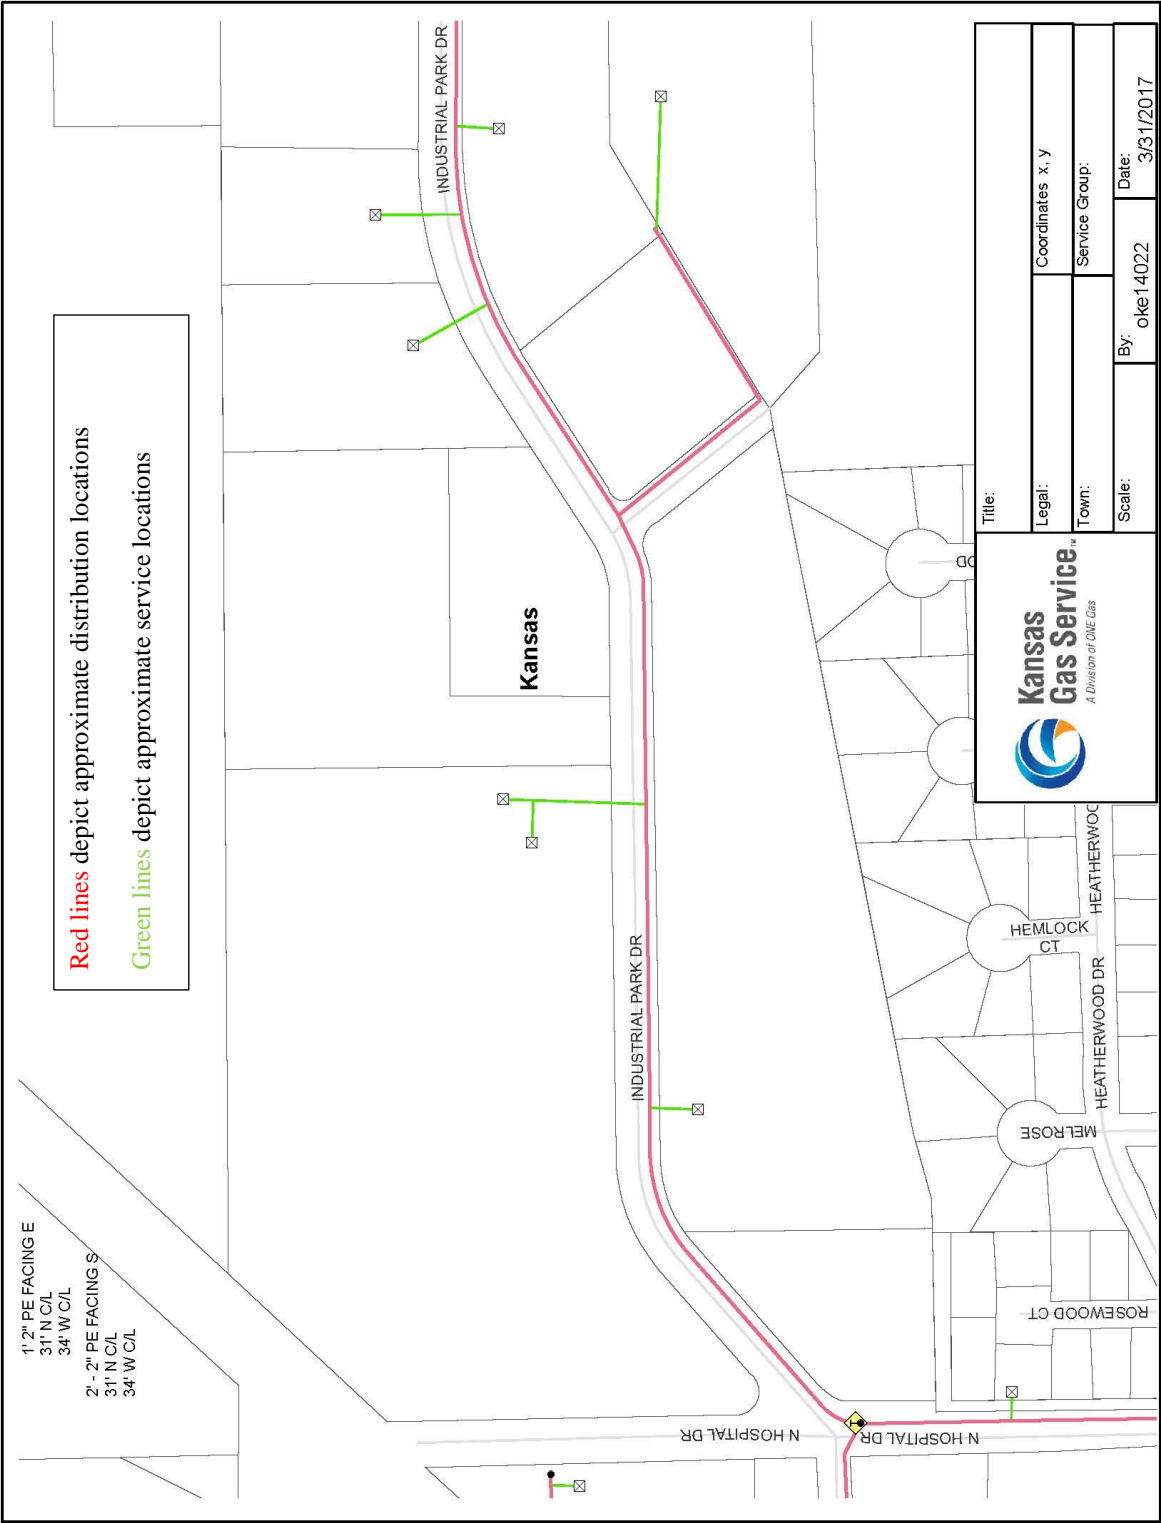 1' 2" PE FACING E
31' N C/L
34' W C/L
2' - 2" PE FACING S
31' N C/L
34' W C/L
Red lines depict approximate distribution locations
Green lines depict approximate service locations
INDUSTRIAL PARK DR
Kansas
INDUSTRIAL PARK DR
N HOSPITAL DR
N HOSPITAL DR
ROSEWOOD CT
MELROSE
HEATHERWOOD DR
HEMLOCK
CT
HEATHERWOO
OD
Kansas
Gas Service™
A Division of ONE Gas
Title:
Legal:
Coordinates x, y
Town:
Service Group:
Scale:
By:
oke14022
Date:
3/31/2017